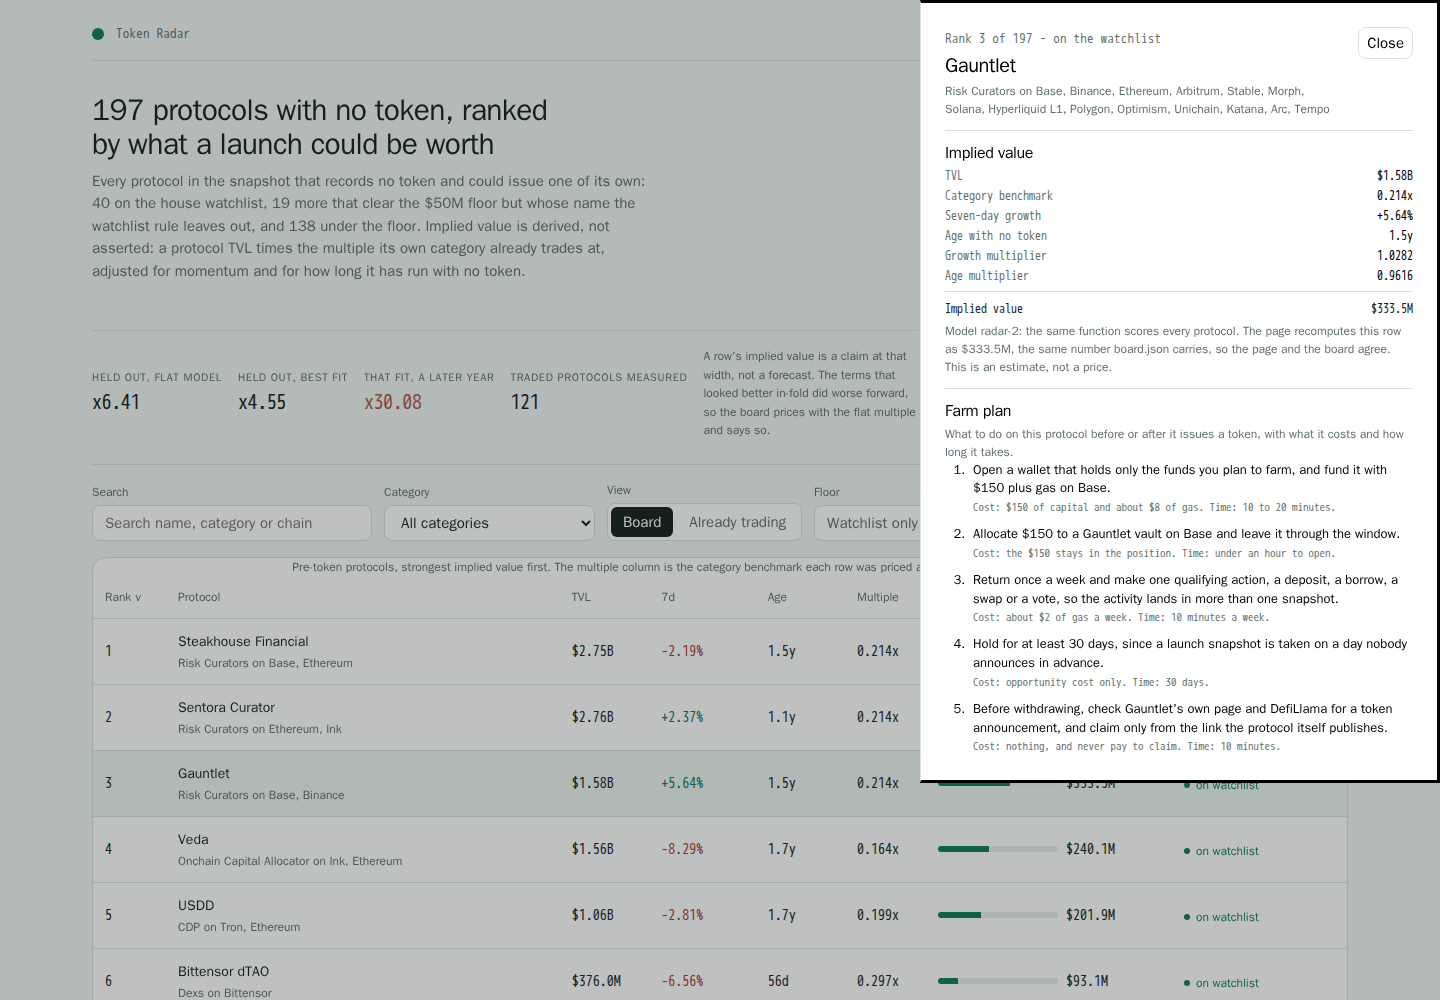 Token Radar
197 protocols with no token, ranked
by what a launch could be worth
Every protocol in the snapshot that records no token and could issue one of its own:
40 on the house watchlist, 19 more that clear the $50M floor but whose name the
watchlist rule leaves out, and 138 under the floor. Implied value is derived, not
asserted: a protocol TVL times the multiple its own category already trades at,
adjusted for momentum and for how long it has run with no token.
HELD OUT, FLAT MODEL
x6.41
HELD OUT, BEST FIT
x4.55
THAT FIT, A LATER YEAR
x30.08
TRADED PROTOCOLS MEASURED
121
A row's implied value is a claim at that
width, not a forecast. The terms that
looked better in-fold did worse forward,
so the board prices with the flat multiple
and says so.
Search
Search name, category or chain
Category
All categories
View
Board
Already trading
Floor
Watchlist only
Pre-token protocols, strongest implied value first. The multiple column is the category benchmark each row was priced a
Rank v Protocol TVL 7d Age Multiple
1 Steakhouse Financial $2.75B -2.19% 1.5y 0.214x
Risk Curators on Base, Ethereum
2 Sentora Curator $2.76B +2.37% 1.1y 0.214x
Risk Curators on Ethereum, Ink
3 Gauntlet $1.58B +5.64% 1.5y 0.214x $333.5M on watchlist
Risk Curators on Base, Binance
4 Veda $1.56B -8.29% 1.7y 0.164x $240.1M on watchlist
Onchain Capital Allocator on Ink, Ethereum
5 USDD $1.06B -2.81% 1.7y 0.199x $201.9M on watchlist
CDP on Tron, Ethereum
6 Bittensor dTAO $376.0M -6.56% 56d 0.297x $93.1M on watchlist
Dexs on Bittensor
Rank 3 of 197 - on the watchlist
Close
Gauntlet
Risk Curators on Base, Binance, Ethereum, Arbitrum, Stable, Morph,
Solana, Hyperliquid L1, Polygon, Optimism, Unichain, Katana, Arc, Tempo
Implied value
TVL $1.58B
Category benchmark 0.214x
Seven-day growth +5.64%
Age with no token 1.5y
Growth multiplier 1.0282
Age multiplier 0.9616
Implied value $333.5M
Model radar-2: the same function scores every protocol. The page recomputes this row
as $333.5M, the same number board.json carries, so the page and the board agree.
This is an estimate, not a price.
Farm plan
What to do on this protocol before or after it issues a token, with what it costs and how
long it takes.
1. Open a wallet that holds only the funds you plan to farm, and fund it with
$150 plus gas on Base.
Cost: $150 of capital and about $8 of gas. Time: 10 to 20 minutes.
2. Allocate $150 to a Gauntlet vault on Base and leave it through the window.
Cost: the $150 stays in the position. Time: under an hour to open.
3. Return once a week and make one qualifying action, a deposit, a borrow, a
swap or a vote, so the activity lands in more than one snapshot.
Cost: about $2 of gas a week. Time: 10 minutes a week.
4. Hold for at least 30 days, since a launch snapshot is taken on a day nobody
announces in advance.
Cost: opportunity cost only. Time: 30 days.
5. Before withdrawing, check Gauntlet's own page and DefiLlama for a token
announcement, and claim only from the link the protocol itself publishes.
Cost: nothing, and never pay to claim. Time: 10 minutes.